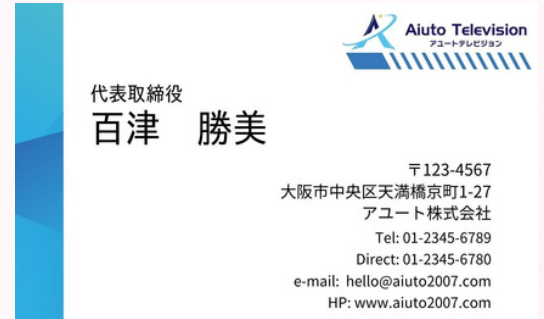 Aiuto Television
アユートテレビジョン
代表取締役
百津　勝美
〒123-4567
大阪市中央区天満橋京町1-27
アユート株式会社
Tel: 01-2345-6789
Direct: 01-2345-6780
e-mail: hello@aiuto2007.com
HP: www.aiuto2007.com